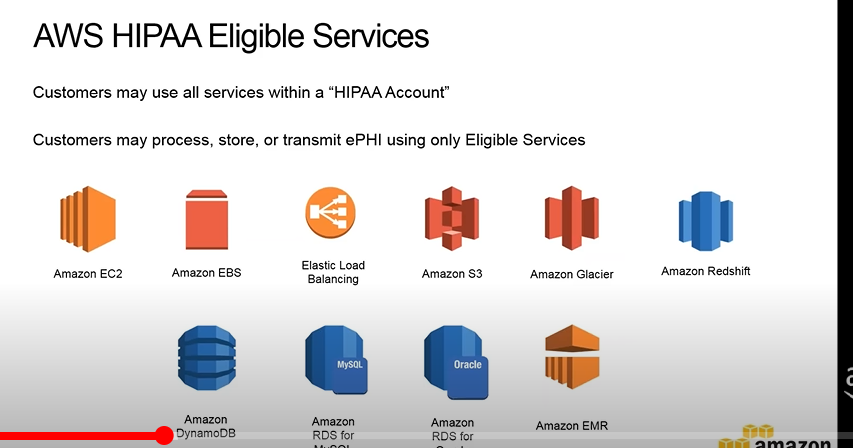 AWS HIPAA Eligible Services
Customers may use all services within a “HIPAA Account”
Customers may process, store, or transmit ePHI using only Eligible Services
Amazon EC2
Amazon EBS
Elastic Load
Balancing
Amazon S3
Amazon Glacier
Amazon Redshift
MySQL
Oracle
Amazon
DynamoDB
Amazon
RDS for
Amazon
RDS for
Amazon EMR
amazon